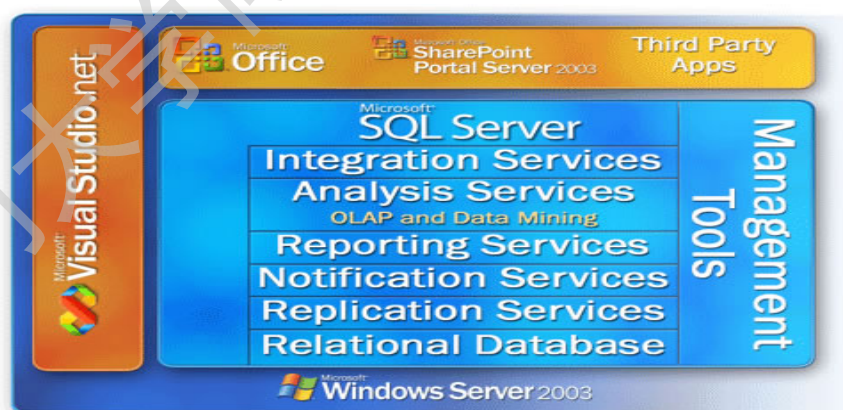 Microsoft
Visual Studio.net
Microsoft
Office
Microsoft Office
SharePoint
Portal Server 2003
Third Party
Apps
Microsoft
SQL Server
Integration Services
Analysis Services
OLAP and Data Mining
Reporting Services
Notification Services
Replication Services
Relational Database
Management
Tools
Microsoft
Windows Server 2003